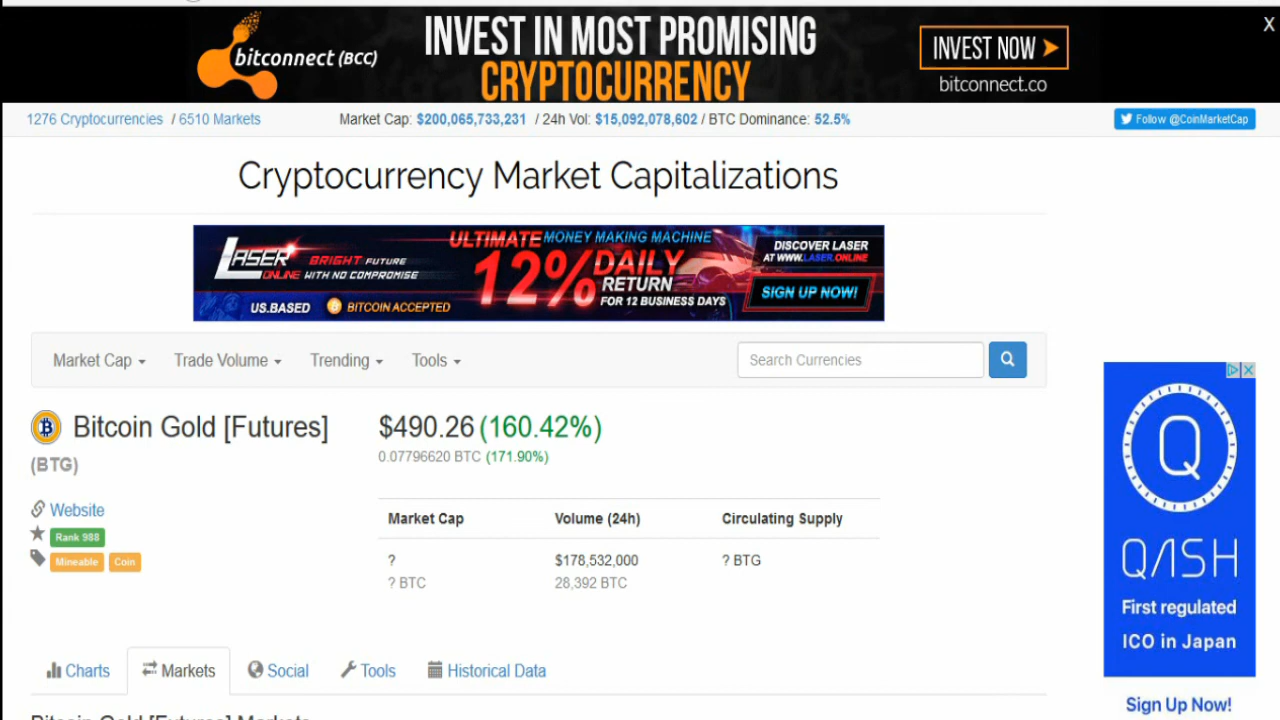 bitconnect (BCC)
INVEST IN MOST PROMISING
CRYPTOCURRENCY
INVEST NOW
bitconnect.co
X
1276 Cryptocurrencies / 6510 Markets
Market Cap: $200,065,733,231 / 24h Vol: $15,092,078,602 / BTC Dominance: 52.5%
Follow @CoinMarketCap
Cryptocurrency Market Capitalizations
LASER
ONLINE
BRIGHT FUTURE
WITH NO COMPROMISE
US.BASED
BITCOIN ACCEPTED
ULTIMATE MONEY MAKING MACHINE
12% DAILY
RETURN
FOR 12 BUSINESS DAYS
DISCOVER LASER
AT WWW.LASER.ONLINE
SIGN UP NOW!
Market Cap Trade Volume Trending Tools
Search Currencies
Bitcoin Gold [Futures]
(BTG)
$490.26 (160.42%)
0.07796620 BTC (171.90%)
Website
Rank 988
Mineable Coin
Market Cap Volume (24h) Circulating Supply
? $178,532,000 ? BTG
? BTC 28,392 BTC
QASH
First regulated
ICO in Japan
Sign Up Now!
Charts Markets Social Tools Historical Data
Bitcoin Gold [Futures] Markets